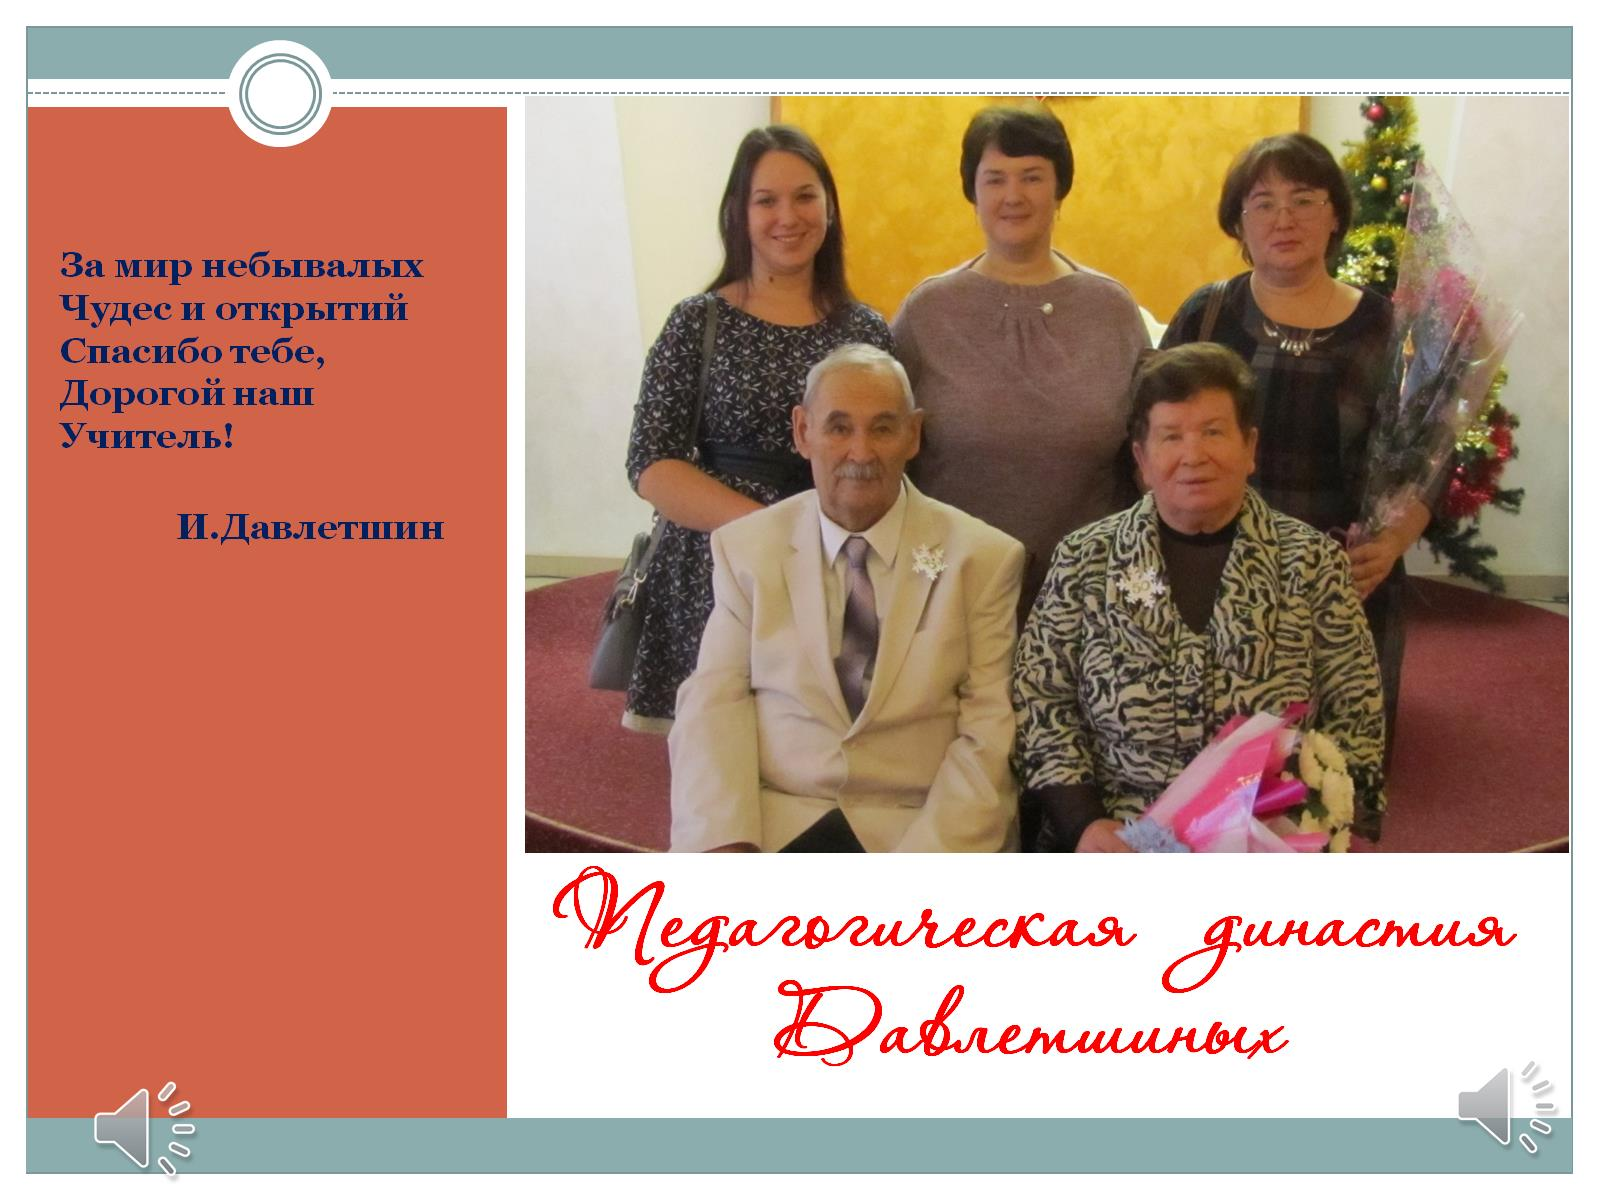 За мир небывалых
Чудес и открытий
Спасибо тебе,
Дорогой наш
Учитель!
И.Давлетшин
Педагогическая династия
Давлетшиных